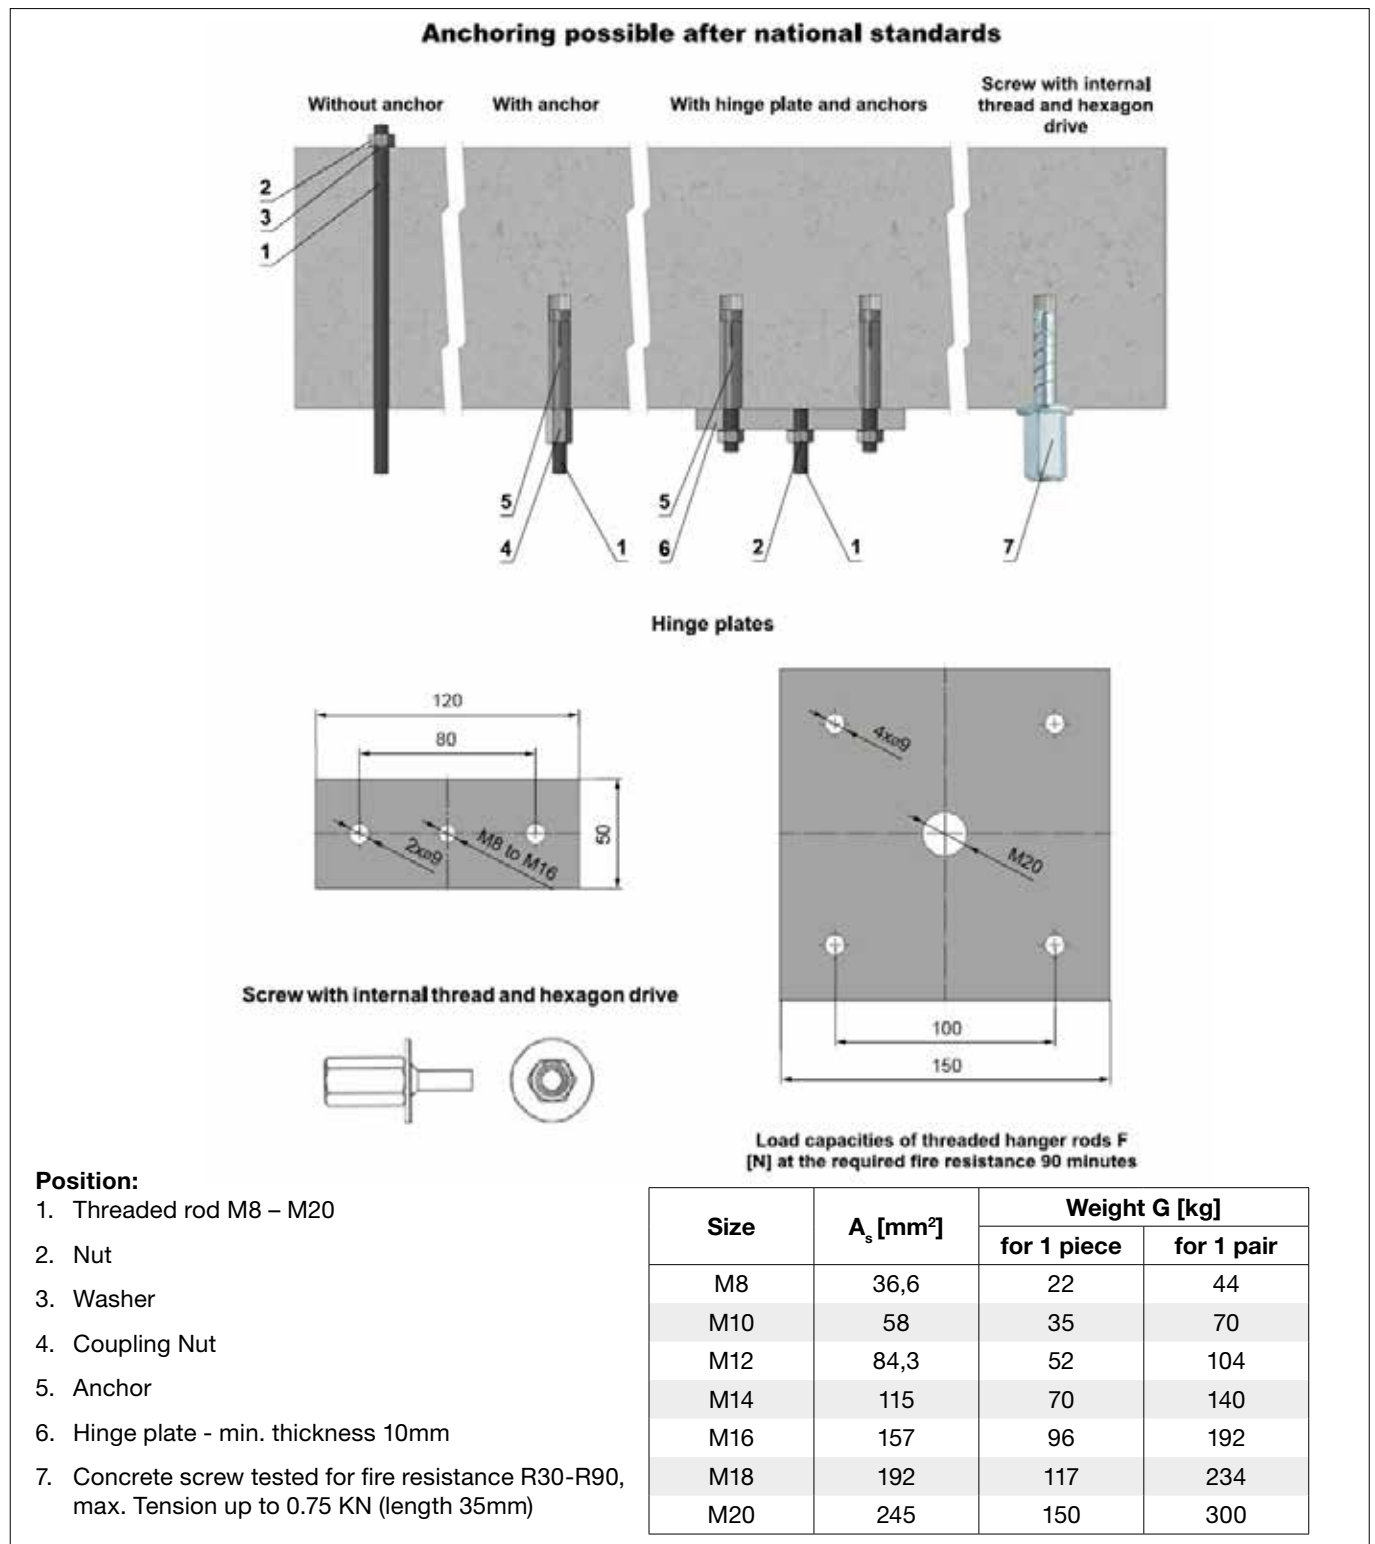 Anchoring possible after national standards
Without anchor
With anchor
With hinge plate and anchors
Screw with internal
thread and hexagon
drive
2
3
1
5
4
1
5
6
2
1
7
Hinge plates
120
80
50
2xø9
M8 to M16
4xø9
M20
100
150
Screw with internal thread and hexagon drive
Load capacities of threaded hanger rods F
[N] at the required fire resistance 90 minutes
Position:
1. Threaded rod M8 – M20
2. Nut
3. Washer
4. Coupling Nut
5. Anchor
6. Hinge plate - min. thickness 10mm
7. Concrete screw tested for fire resistance R30-R90,
max. Tension up to 0.75 KN (length 35mm)
Size As [mm²] Weight G [kg]
for 1 piece for 1 pair
M8 36,6 22 44
M10 58 35 70
M12 84,3 52 104
M14 115 70 140
M16 157 96 192
M18 192 117 234
M20 245 150 300